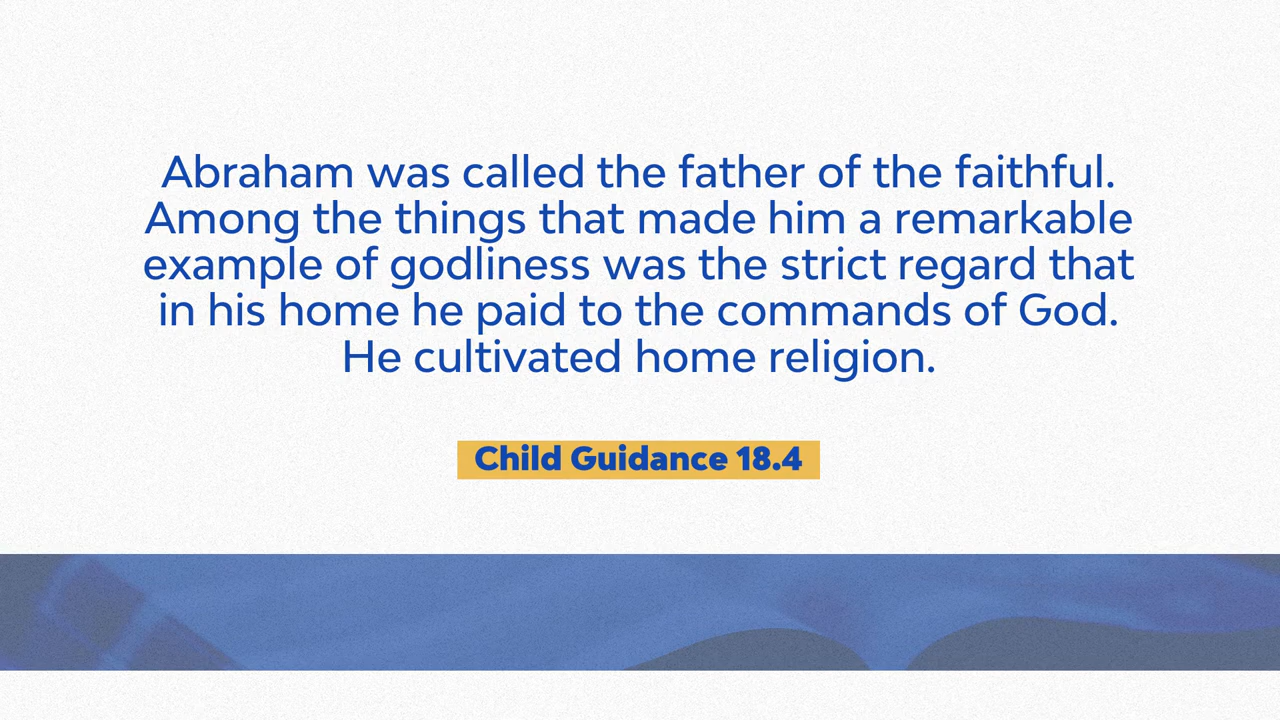 Abraham was called the father of the faithful.
Among the things that made him a remarkable
example of godliness was the strict regard that
in his home he paid to the commands of God.
He cultivated home religion.
Child Guidance 18.4